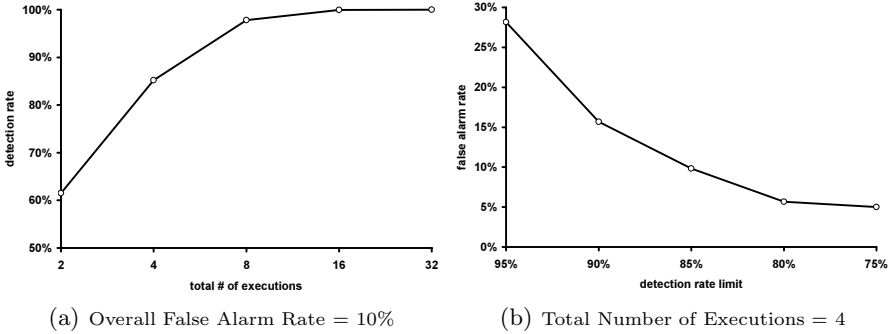 100%
90%
80%
70%
60%
50%
detection rate
2 4 8 16 32
total # of executions
(a) Overall False Alarm Rate = 10%
30%
25%
20%
15%
10%
5%
0%
false alarm rate
95% 90% 85% 80% 75%
detection rate limit
(b) Total Number of Executions = 4